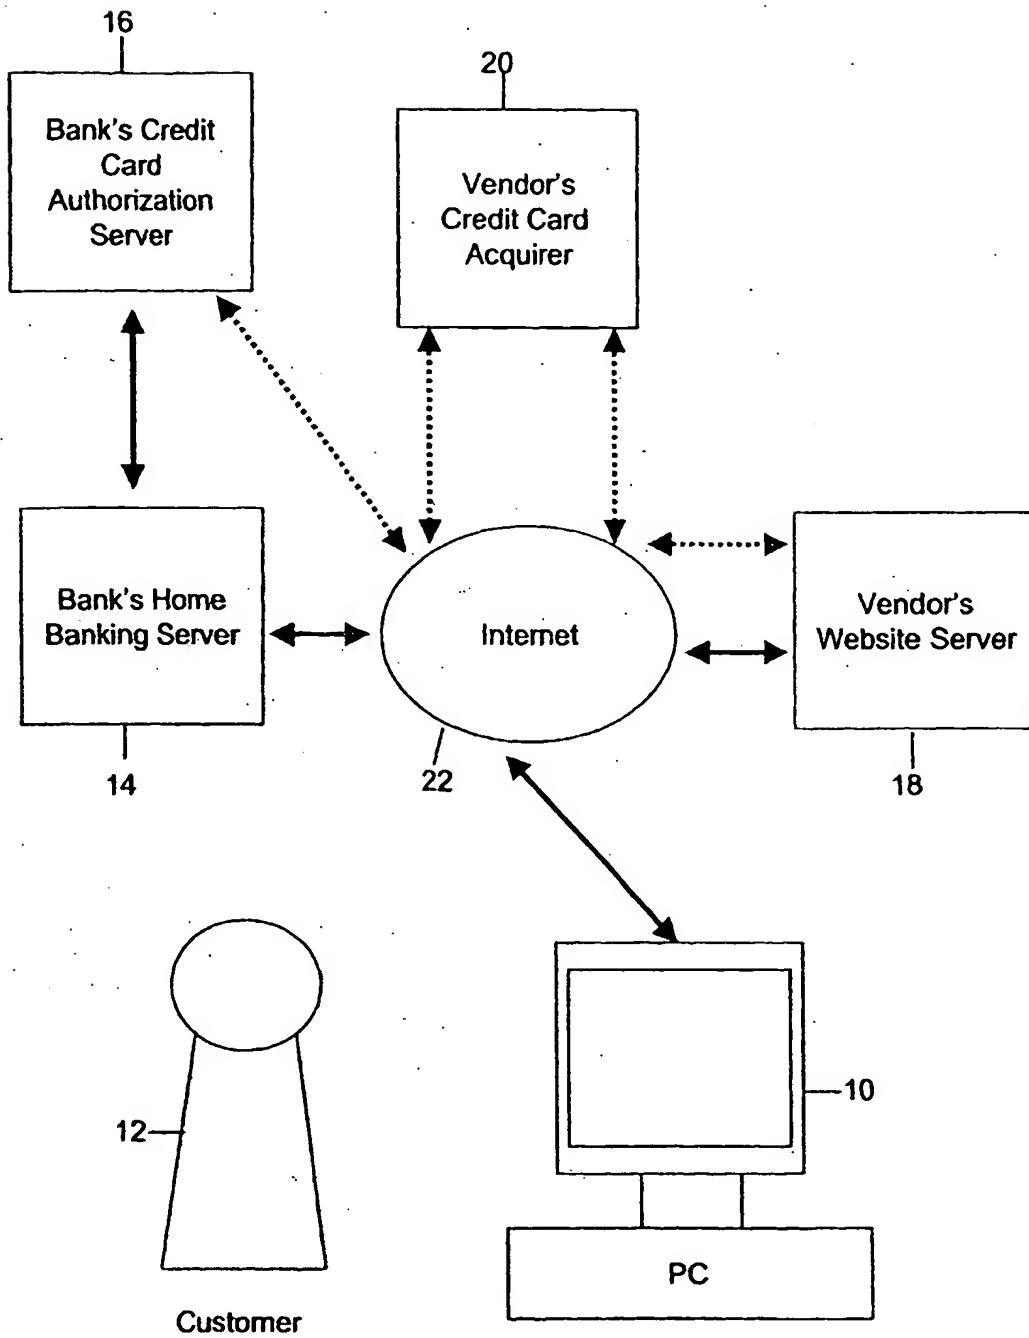 16
20
Bank's Credit
Card
Authorization
Server
Vendor's
Credit Card
Acquirer
Bank's Home
Banking Server
Internet
Vendor's
Website Server
14
22
18
12
10
PC
Customer